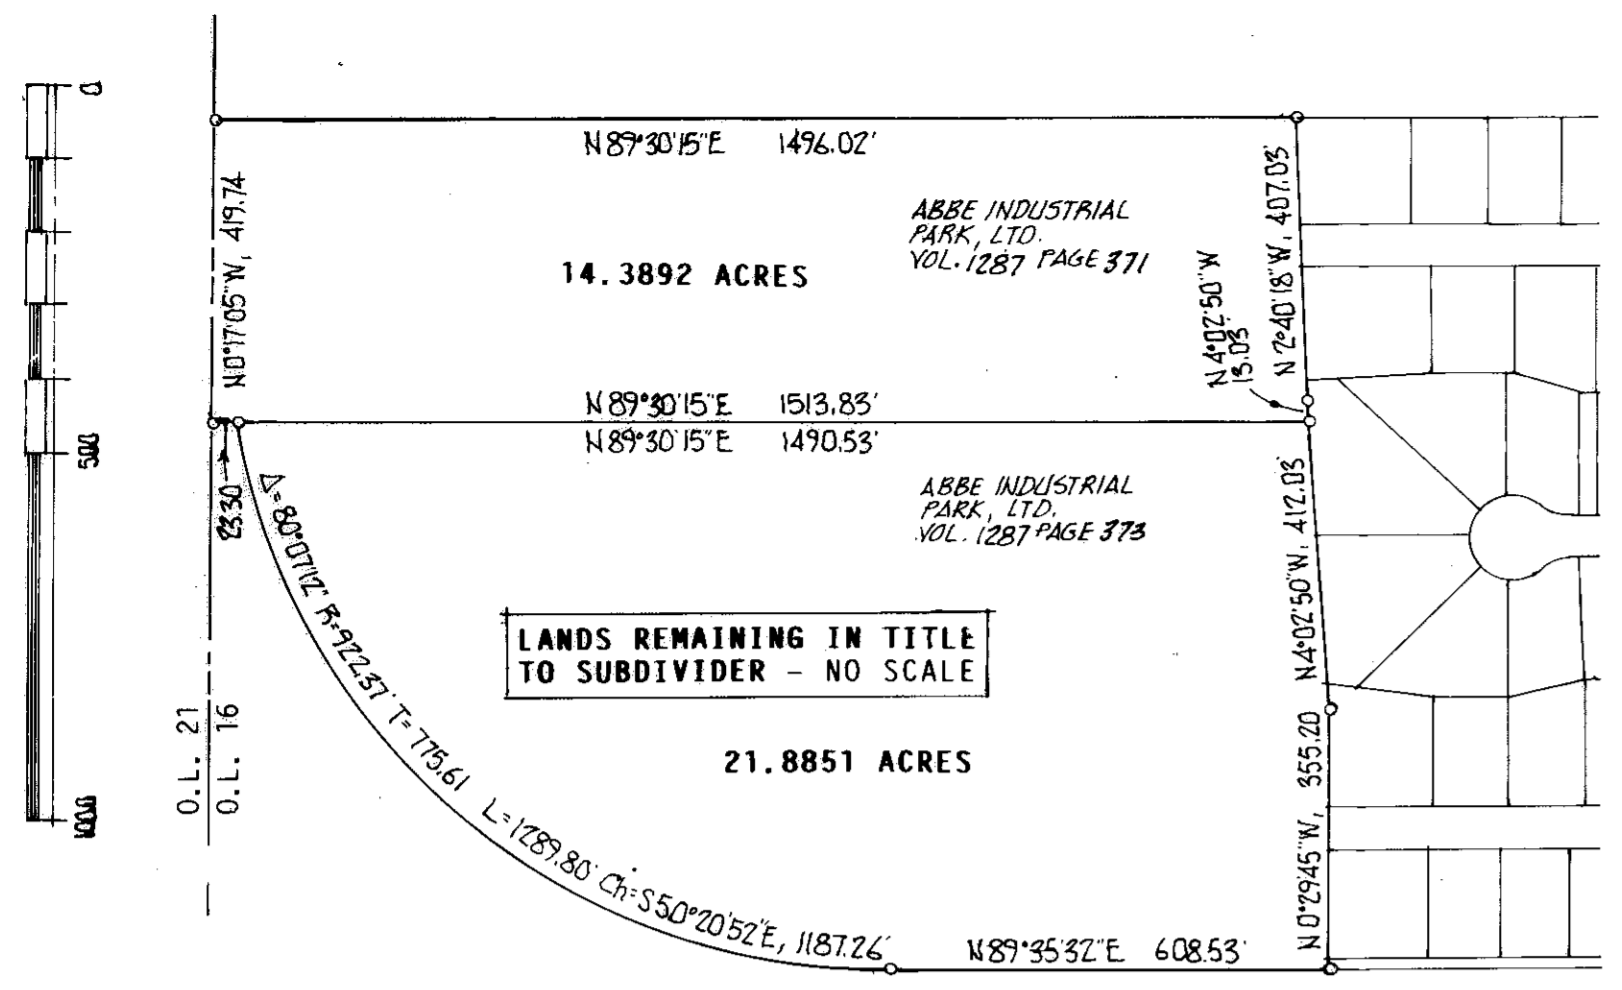 0
500
1000
N 89°30'15"E 1496.02'
N 0°17'05"W, 419.74
ABBE INDUSTRIAL
PARK, LTD.
VOL. 1287 PAGE 371
14.3892 ACRES
N 2°40'18"W, 407.03'
N 4°02'50"W
13.03
N 89°30'15"E 1513.83'
N 89°30'15"E 1490.53'
23.30
Δ=80°07'12" R=922.37' T=775.61 L=1289.80' Ch=S50°20'52"E, 1187.26'
ABBE INDUSTRIAL
PARK, LTD.
VOL. 1287 PAGE 373
N4°02'50"W, 412.03'
LANDS REMAINING IN TITLE
TO SUBDIVIDER - NO SCALE
O.L. 21
O.L. 16
21.8851 ACRES
N 0°29'45"W, 355.20
N 89°35'32"E 608.53'